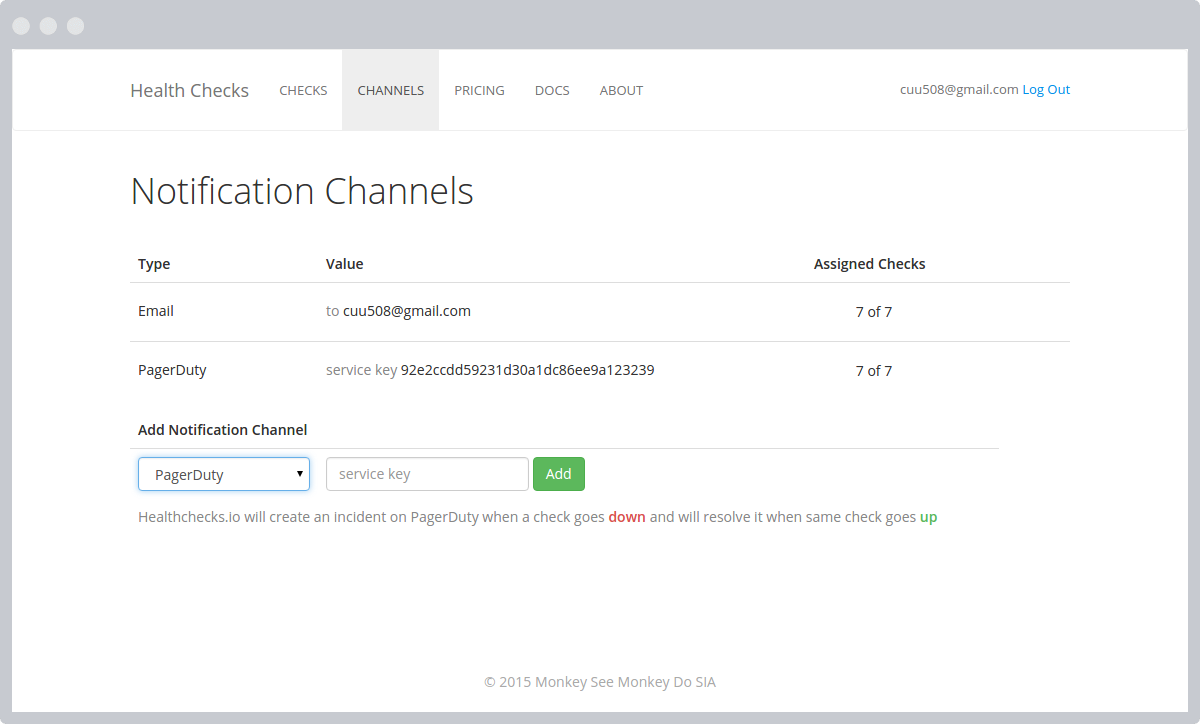 Health Checks CHECKS CHANNELS PRICING DOCS ABOUT cuu508@gmail.com Log Out
Notification Channels
Type Value Assigned Checks
Email to cuu508@gmail.com 7 of 7
PagerDuty service key 92e2ccdd59231d30a1dc86ee9a123239 7 of 7
Add Notification Channel
PagerDuty service key Add
Healthchecks.io will create an incident on PagerDuty when a check goes down and will resolve it when same check goes up
© 2015 Monkey See Monkey Do SIA